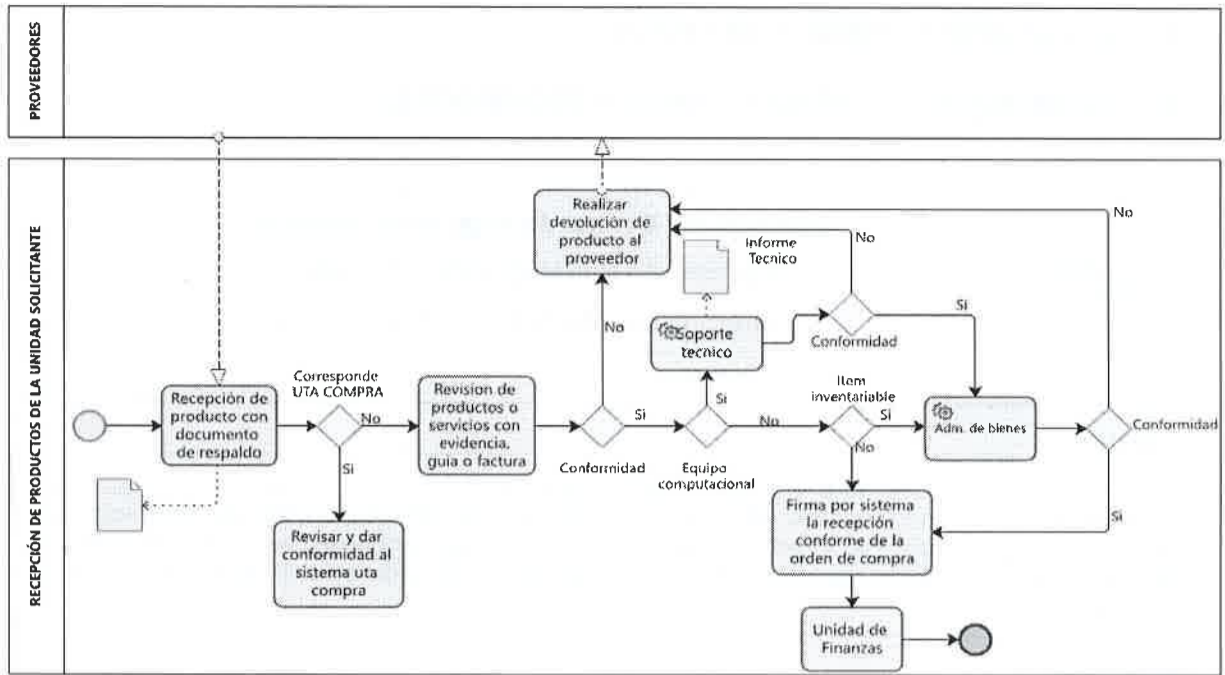 PROVEEDORES
RECEPCIÓN DE PRODUCTOS DE LA UNIDAD SOLICITANTE
Recepción de
producto con
documento
de respaldo
Corresponde
UTA COMPRA
No
Si
Revisar y dar
conformidad al
sistema uta
compra
Revision de
productos o
servicios con
evidencia,
guia o factura
Conformidad
No
Si
Realizar
devolución de
producto al
proveedor
Equipo
computacional
Si
No
Soporte
tecnico
Informe
Tecnico
Conformidad
No
Si
Item
inventariable
Si
No
Adm. de bienes
Conformidad
No
Si
Firma por sistema
la recepción
conforme de la
orden de compra
Unidad de
Finanzas